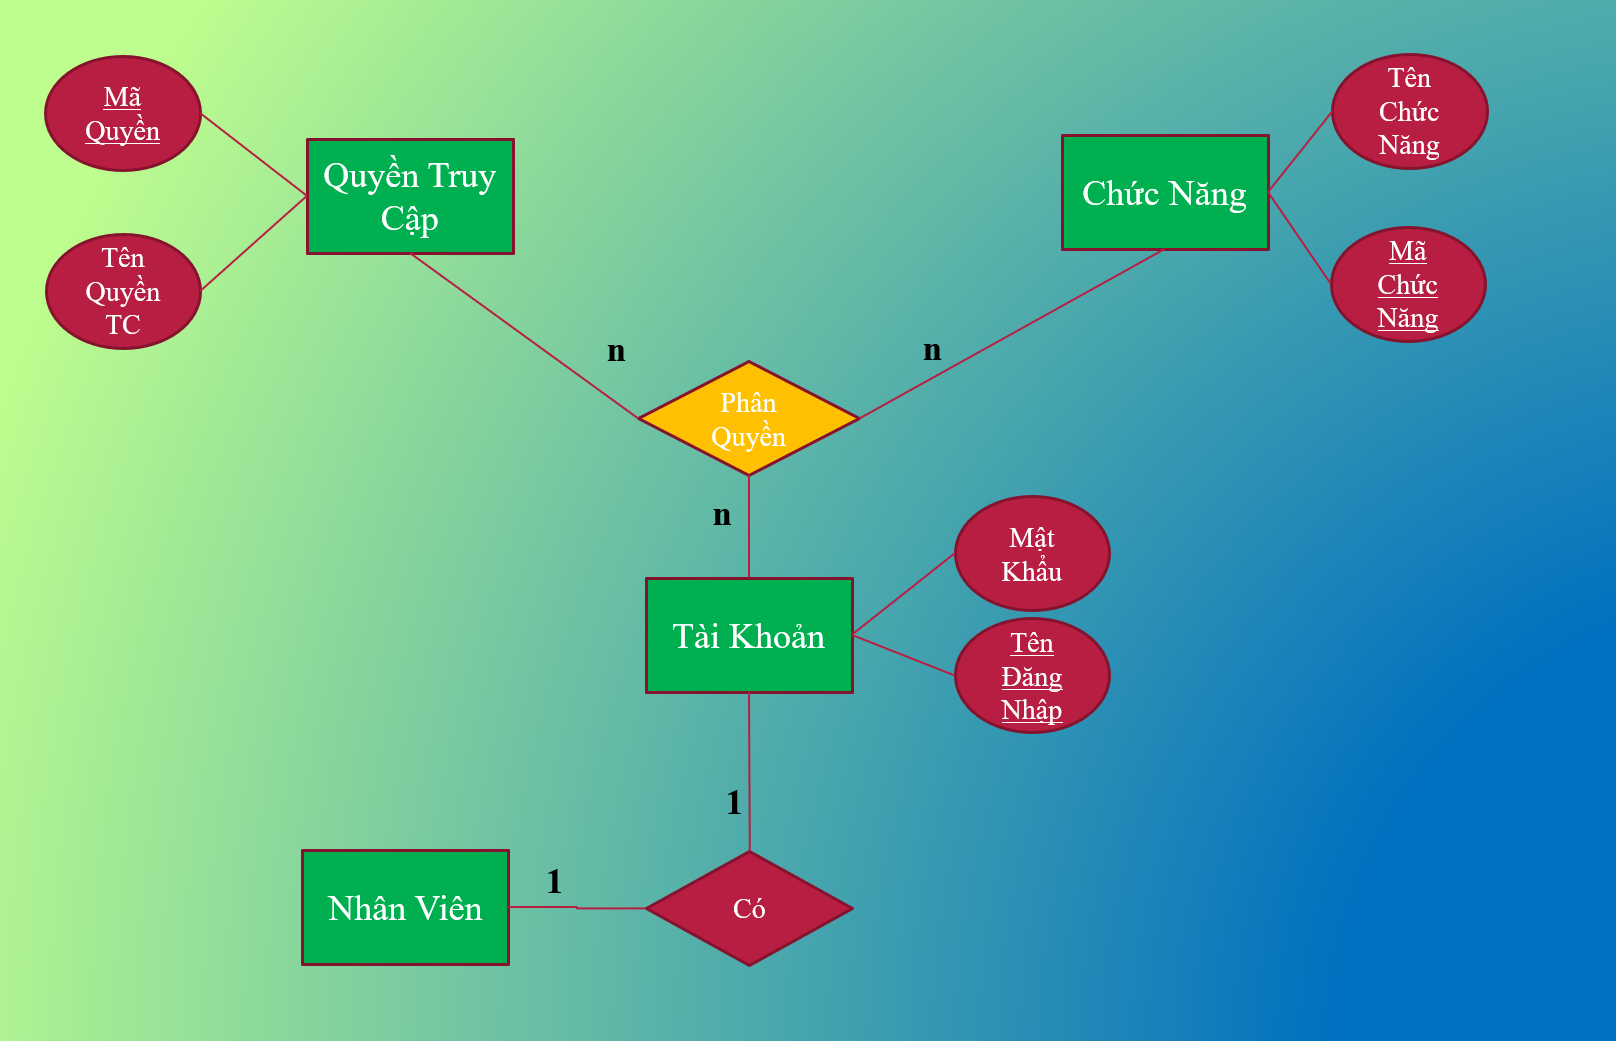 Mã
Quyền
Tên
Quyền
TC
Quyền Truy
Cập
Chức Năng
Tên
Chức
Năng
Mã
Chức
Năng
n
n
Phân
Quyền
n
Mật
Khẩu
Tài Khoản
Tên
Đăng
Nhập
1
Nhân Viên
1
Có